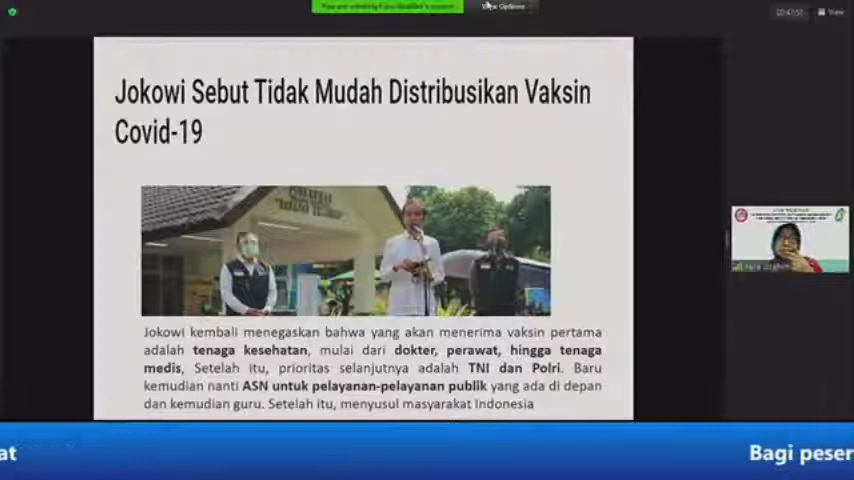 View Options
View
Jokowi Sebut Tidak Mudah Distribusikan Vaksin
Covid-19
Jokowi kembali menegaskan bahwa yang akan menerima vaksin pertama
adalah tenaga kesehatan, mulai dari dokter, perawat, hingga tenaga
medis, Setelah itu, prioritas selanjutnya adalah TNI dan Polri. Baru
kemudian nanti ASN untuk pelayanan-pelayanan publik yang ada di depan
dan kemudian guru. Setelah itu, menyusul masyarakat Indonesia
at
Bagi peser